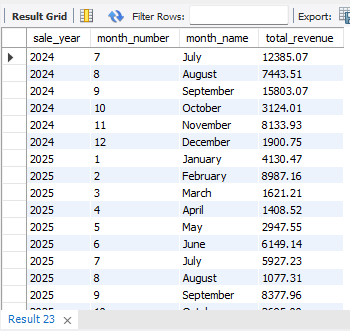 Result Grid Filter Rows: Export:
sale_year month_number month_name total_revenue
2024 7 July 12385.07
2024 8 August 7443.51
2024 9 September 15803.07
2024 10 October 3124.01
2024 11 November 8133.93
2024 12 December 1900.75
2025 1 January 4130.47
2025 2 February 8987.16
2025 3 March 1621.21
2025 4 April 1408.52
2025 5 May 2947.55
2025 6 June 6149.14
2025 7 July 5927.23
2025 8 August 1077.31
2025 9 September 8377.96
Result 23